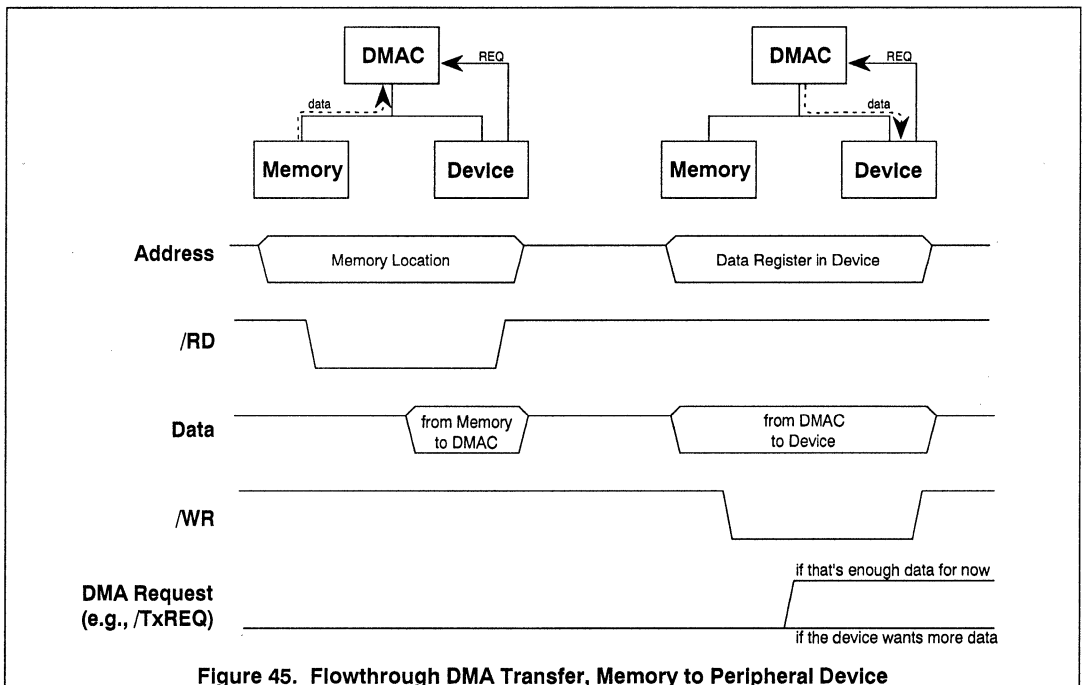 DMAC
REQ
data
Memory
Device
DMAC
REQ
data
Memory
Device
Address
Memory Location
Data Register in Device
/RD
Data
from Memory
to DMAC
from DMAC
to Device
/WR
DMA Request
(e.g., /TxREQ)
if that's enough data for now
if the device wants more data
Figure 45. Flowthrough DMA Transfer, Memory to Peripheral Device